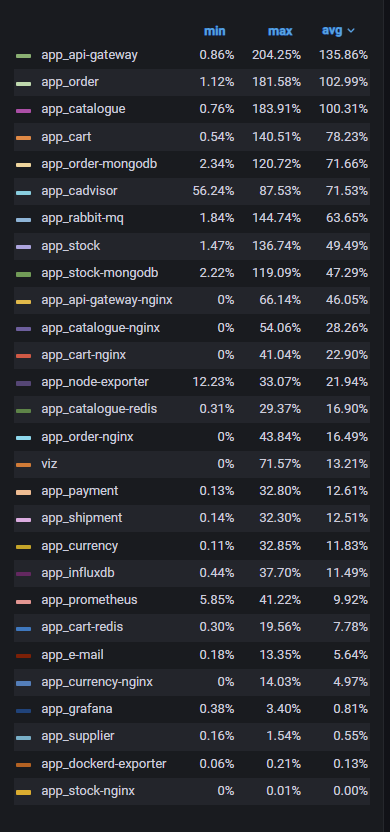 min max avg
app_api-gateway 0.86% 204.25% 135.86%
app_order 1.12% 181.58% 102.99%
app_catalogue 0.76% 183.91% 100.31%
app_cart 0.54% 140.51% 78.23%
app_order-mongodb 2.34% 120.72% 71.66%
app_cadvisor 56.24% 87.53% 71.53%
app_rabbit-mq 1.84% 144.74% 63.65%
app_stock 1.47% 136.74% 49.49%
app_stock-mongodb 2.22% 119.09% 47.29%
app_api-gateway-nginx 0% 66.14% 46.05%
app_catalogue-nginx 0% 54.06% 28.26%
app_cart-nginx 0% 41.04% 22.90%
app_node-exporter 12.23% 33.07% 21.94%
app_catalogue-redis 0.31% 29.37% 16.90%
app_order-nginx 0% 43.84% 16.49%
viz 0% 71.57% 13.21%
app_payment 0.13% 32.80% 12.61%
app_shipment 0.14% 32.30% 12.51%
app_currency 0.11% 32.85% 11.83%
app_influxdb 0.44% 37.70% 11.49%
app_prometheus 5.85% 41.22% 9.92%
app_cart-redis 0.30% 19.56% 7.78%
app_e-mail 0.18% 13.35% 5.64%
app_currency-nginx 0% 14.03% 4.97%
app_grafana 0.38% 3.40% 0.81%
app_supplier 0.16% 1.54% 0.55%
app_dockerd-exporter 0.06% 0.21% 0.13%
app_stock-nginx 0% 0.01% 0.00%